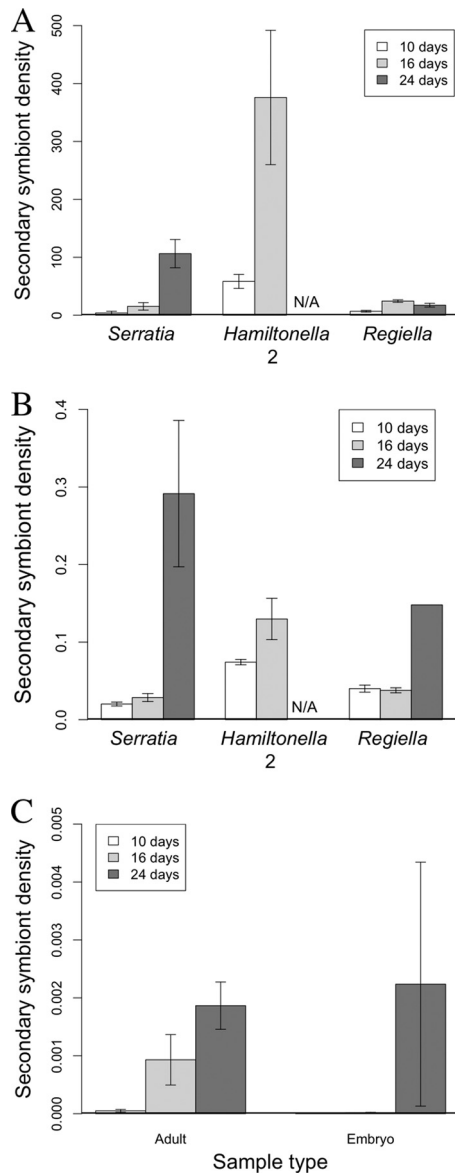 A
Secondary symbiont density
500
400
300
200
100
0
10 days
16 days
24 days
N/A
Serratia
Hamiltonella
2
Regiella
B
Secondary symbiont density
0.4
0.3
0.2
0.1
0.0
10 days
16 days
24 days
N/A
Serratia
Hamiltonella
2
Regiella
C
Secondary symbiont density
0.005
0.004
0.003
0.002
0.001
0.000
10 days
16 days
24 days
Adult
Embryo
Sample type